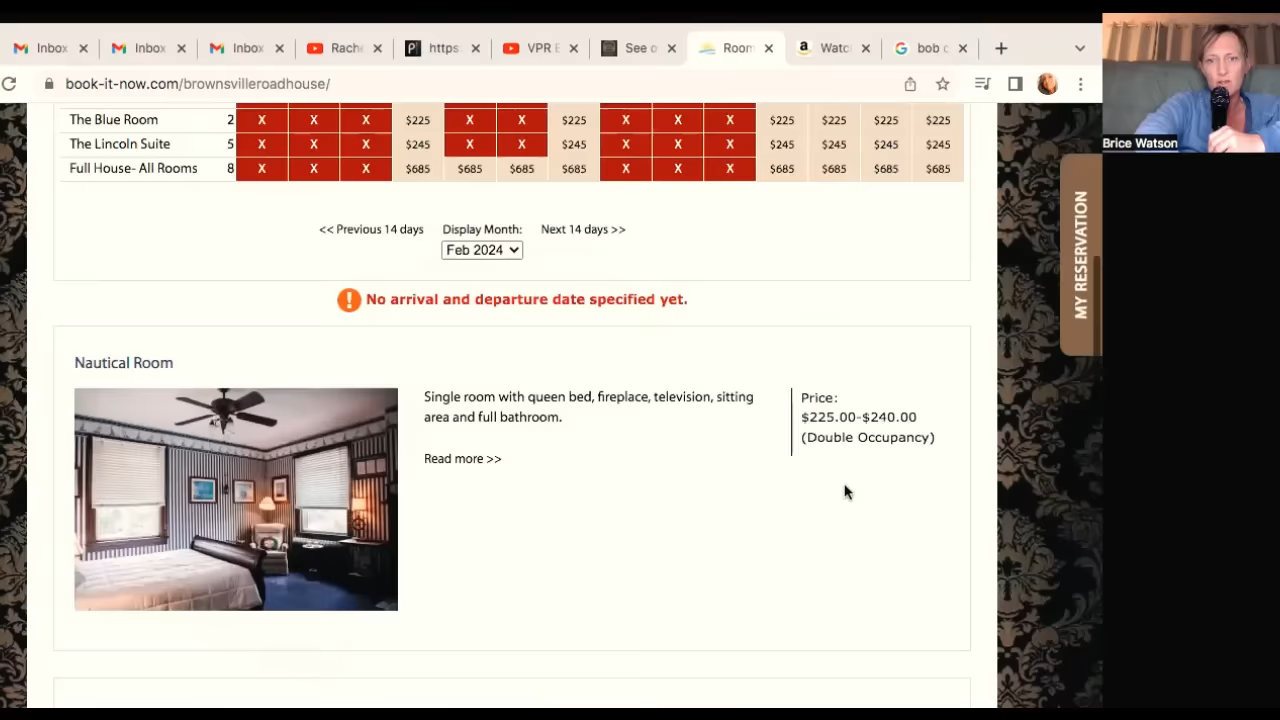 Inbox Inbox Inbox Rache https VPR E See o Room Watc bob c
book-it-now.com/brownsvilleroadhouse/
Brice Watson
The Blue Room 2 X X X $225 X X $225 X X X $225 $225 $225 $225
The Lincoln Suite 5 X X X $245 X X $245 X X X $245 $245 $245 $245
Full House- All Rooms 8 X X X $685 $685 $685 $685 X X X $685 $685 $685 $685
<< Previous 14 days Display Month: Next 14 days >>
Feb 2024
MY RESERVATION
! No arrival and departure date specified yet.
Nautical Room
Single room with queen bed, fireplace, television, sitting
area and full bathroom.
Read more >>
Price:
$225.00-$240.00
(Double Occupancy)